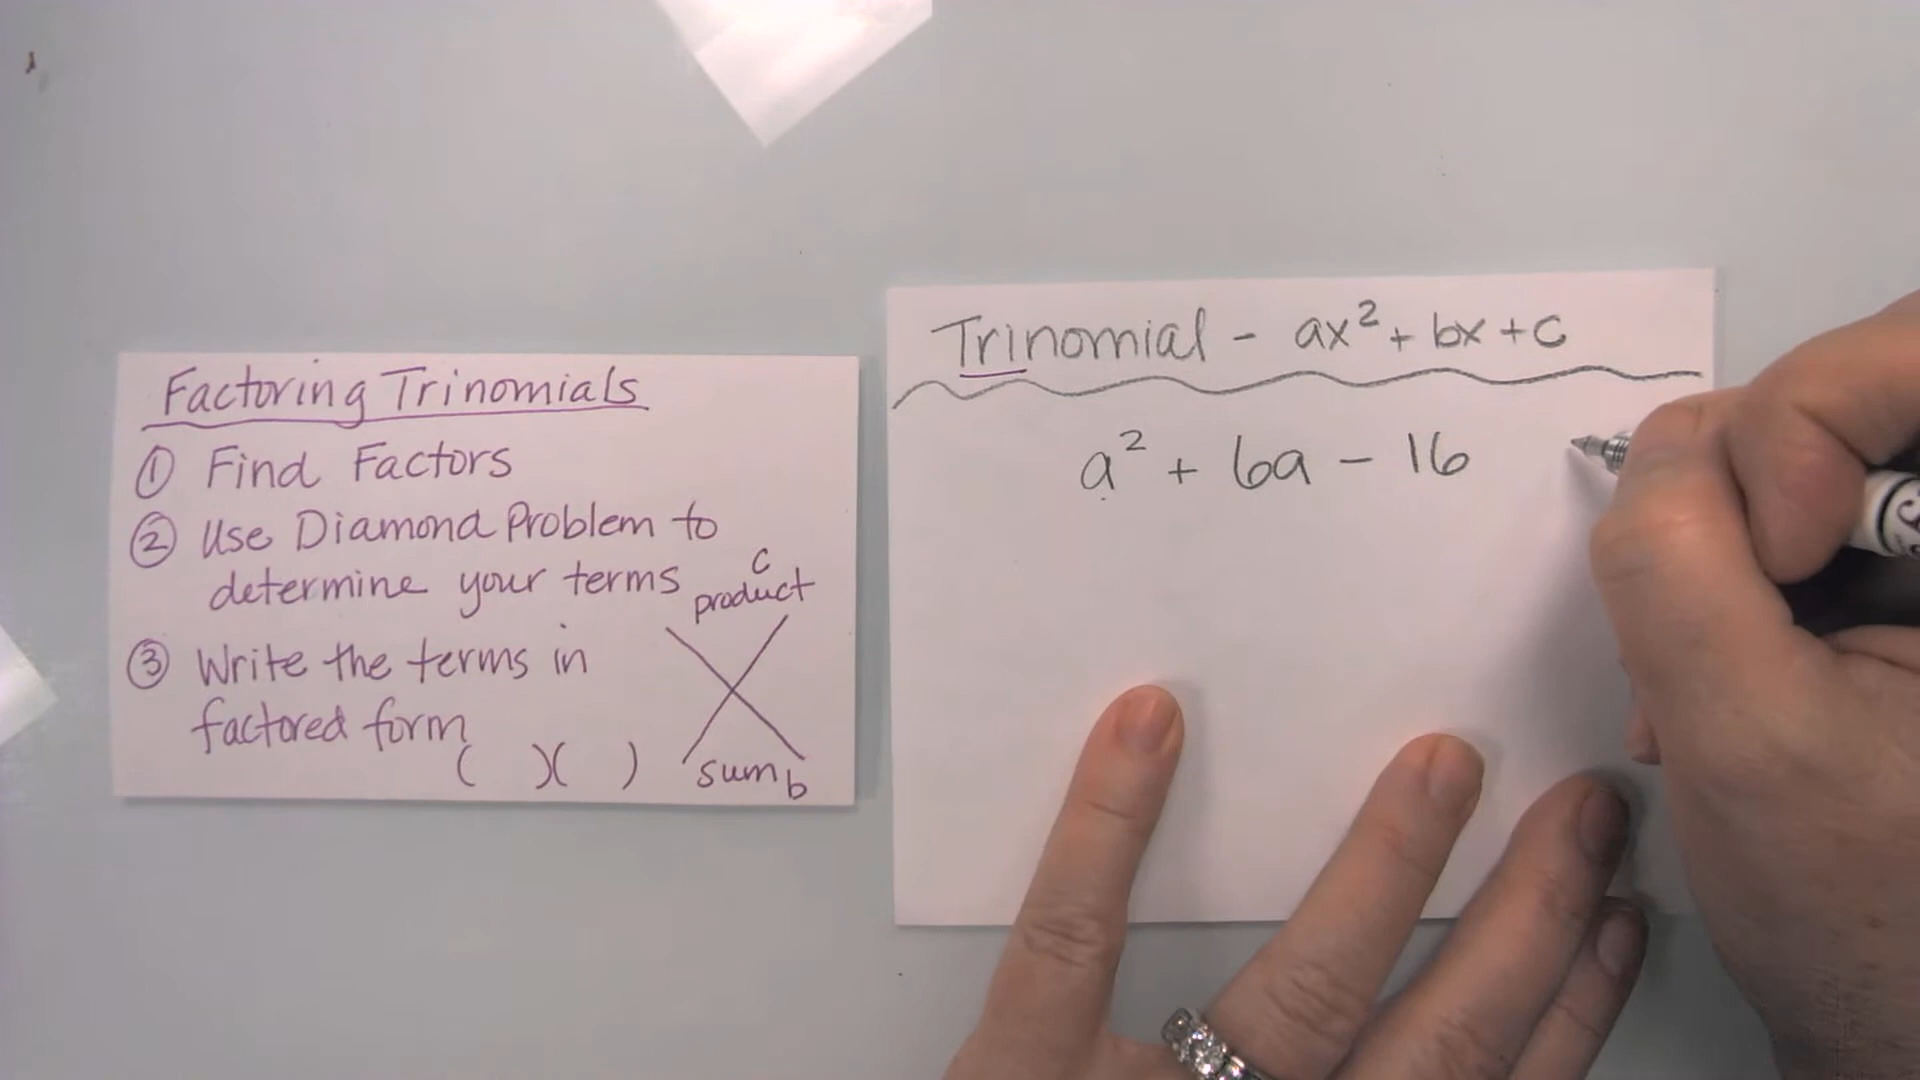 Factoring Trinomials
① Find Factors
② Use Diamond Problem to
determine your terms
c
product
③ Write the terms in
factored form
( )( )
sum b
Trinomial - ax² + bx + c
a² + 6a - 16